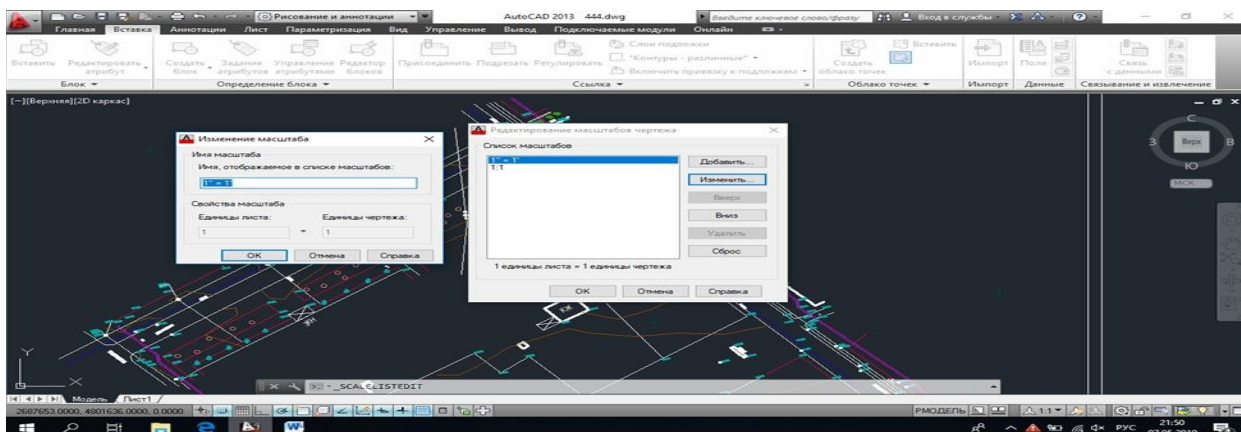 Рисование и аннотации
AutoCAD 2013 444.dwg
Введите ключевое слово/фразу
Вход в службы
Главная Вставка Аннотации Лист Параметризация Вид Управление Вывод Подключаемые модули Онлайн
Вставить Редактировать атрибут
Создать блок Задание атрибутов Управление атрибутами Редактор блоков
Присоединить Подрезать Регулировать
Слои подложки
"Контуры - различные"
Включить привязку к подложкам
Создать облако точек
Вставить
Импорт
Поле
Связь с данными
Блок
Определение блока
Ссылка
Облако точек
Импорт
Данные
Связывание и извлечение
[-][Верхняя][2D каркас]
С
З
Верх
В
Ю
МСК
Изменение масштаба
Имя масштаба
Имя, отображаемое в списке масштабов:
1" = 1'
Свойства масштаба
Единицы листа: Единицы чертежа:
1 = 1
ОК Отмена Справка
Редактирование масштабов чертежа
Список масштабов
1" = 1'
1:1
Добавить...
Изменить...
Вверх
Вниз
Удалить
Сброс
1 единицы листа = 1 единицы чертежа
ОК Отмена Справка
КЖ
Y
X
_SCALELISTEDIT
Модель Лист1
2687653.0000, 4801636.0000, 0.0000
РМОДЕЛЬ
1:1
РУС
21:50
07.05.2019